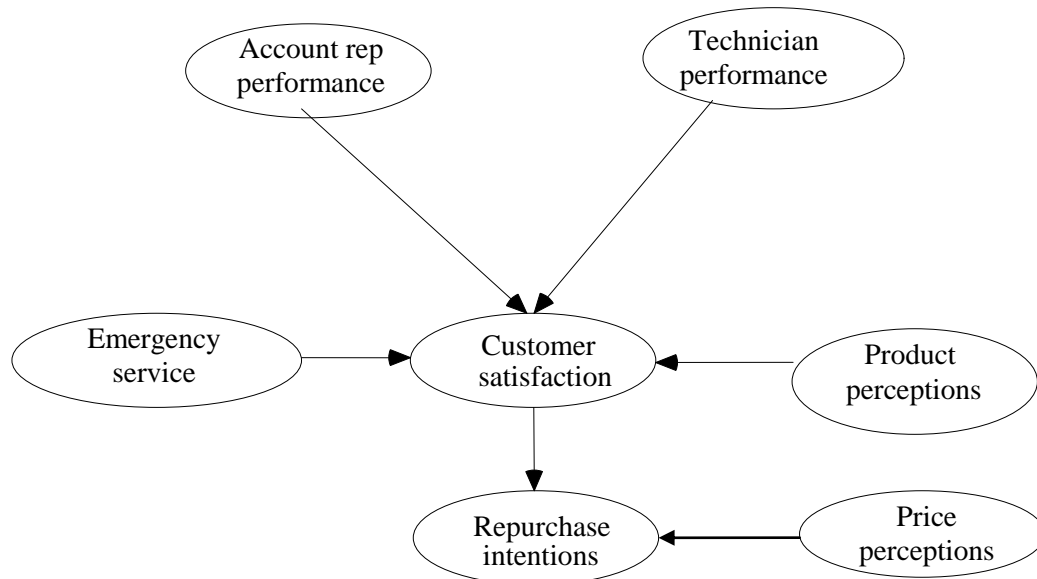 Account rep
performance
Technician
performance
Emergency
service
Customer
satisfaction
Product
perceptions
Repurchase
intentions
Price
perceptions